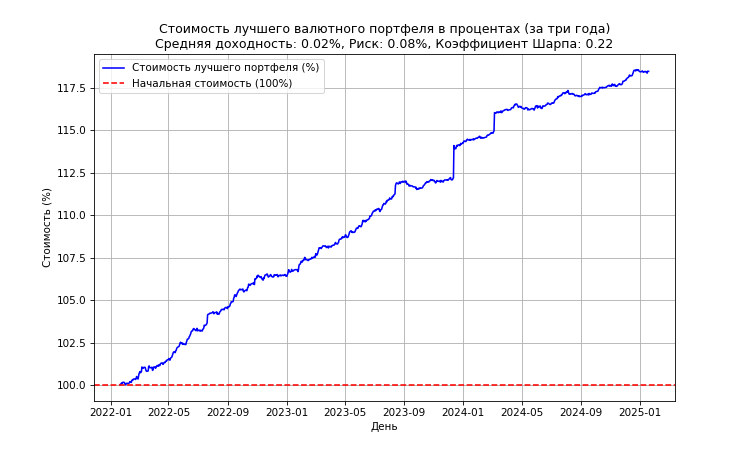 Стоимость лучшего валютного портфеля в процентах (за три года)
Средняя доходность: 0.02%, Риск: 0.08%, Коэффициент Шарпа: 0.22
Стоимость лучшего портфеля (%)
Начальная стоимость (100%)
Стоимость (%)
117.5
115.0
112.5
110.0
107.5
105.0
102.5
100.0
2022-01 2022-05 2022-09 2023-01 2023-05 2023-09 2024-01 2024-05 2024-09 2025-01
День